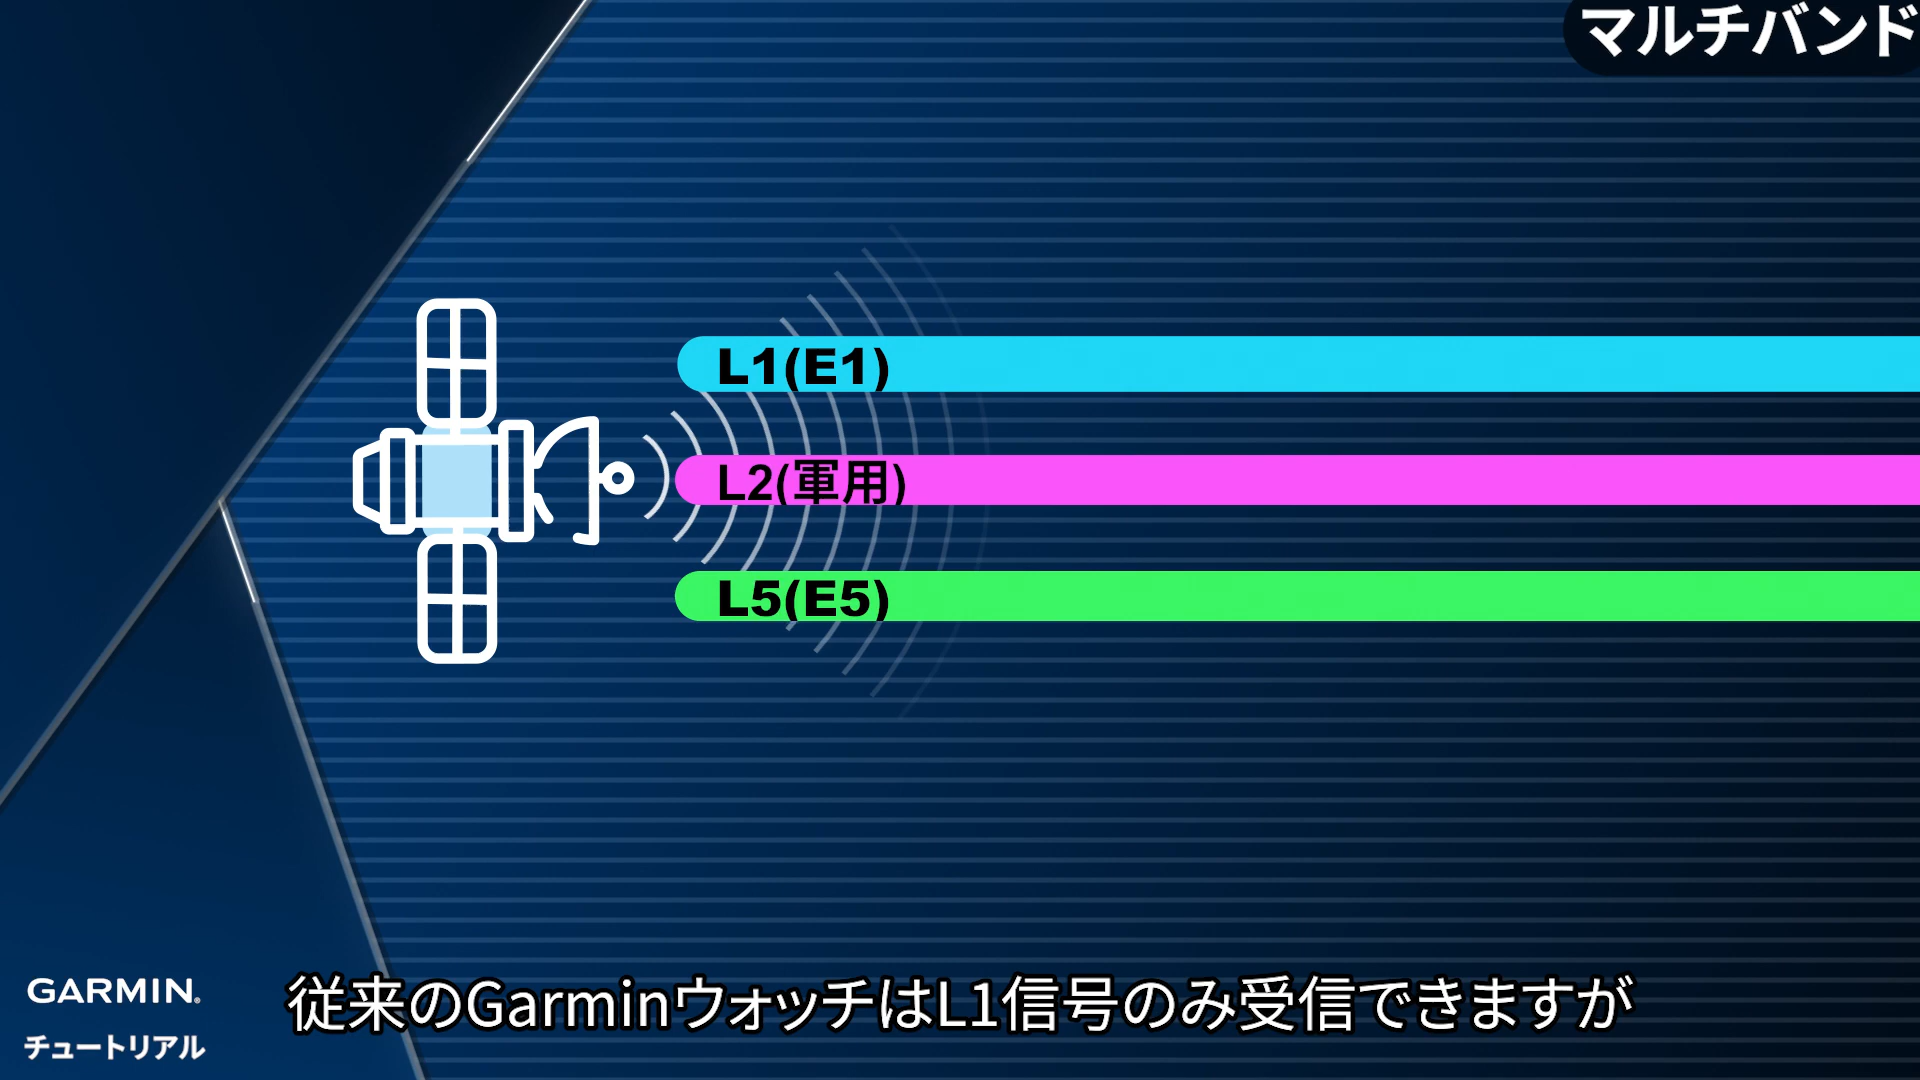 マルチバンド
L1(E1)
L2(軍用)
L5(E5)
GARMIN®
チュートリアル
従来のGarminウォッチはL1信号のみ受信できますが